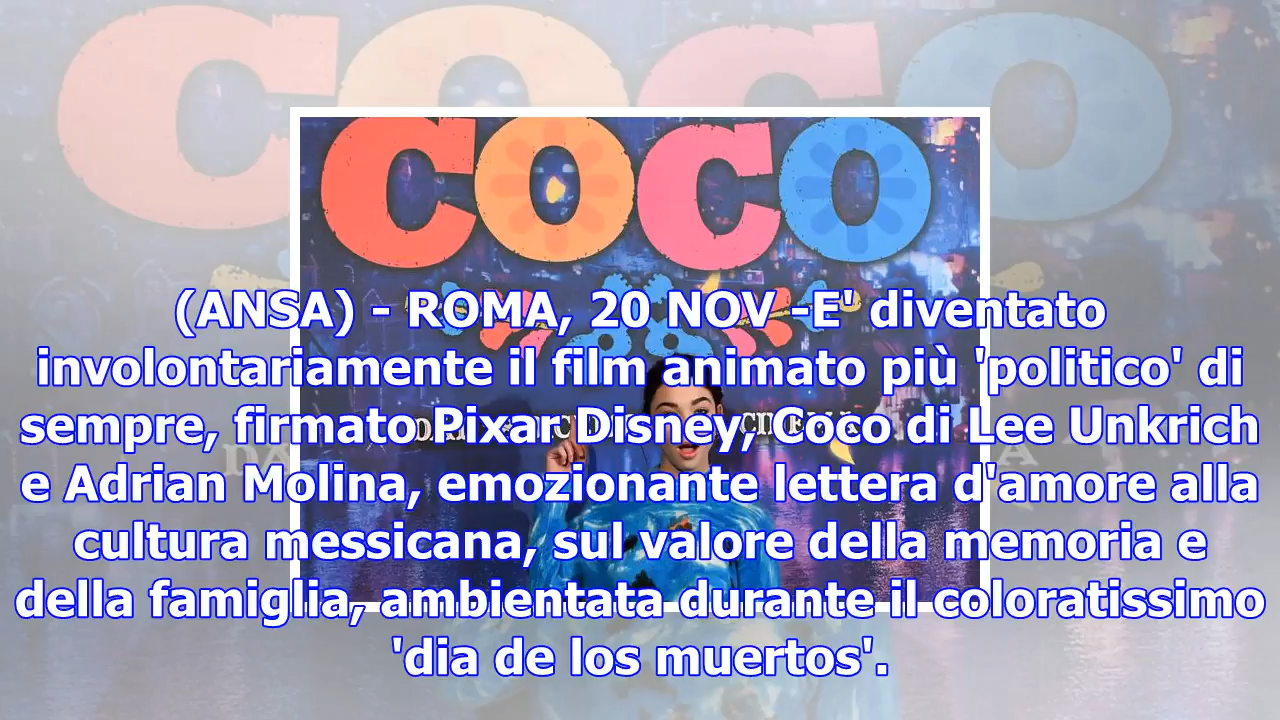 COCO
(ANSA) - ROMA, 20 NOV -E' diventato
involontariamente il film animato più 'politico' di
sempre, firmato Pixar Disney, Coco di Lee Unkrich
e Adrian Molina, emozionante lettera d'amore alla
cultura messicana, sul valore della memoria e
della famiglia, ambientata durante il coloratissimo
'dia de los muertos'.